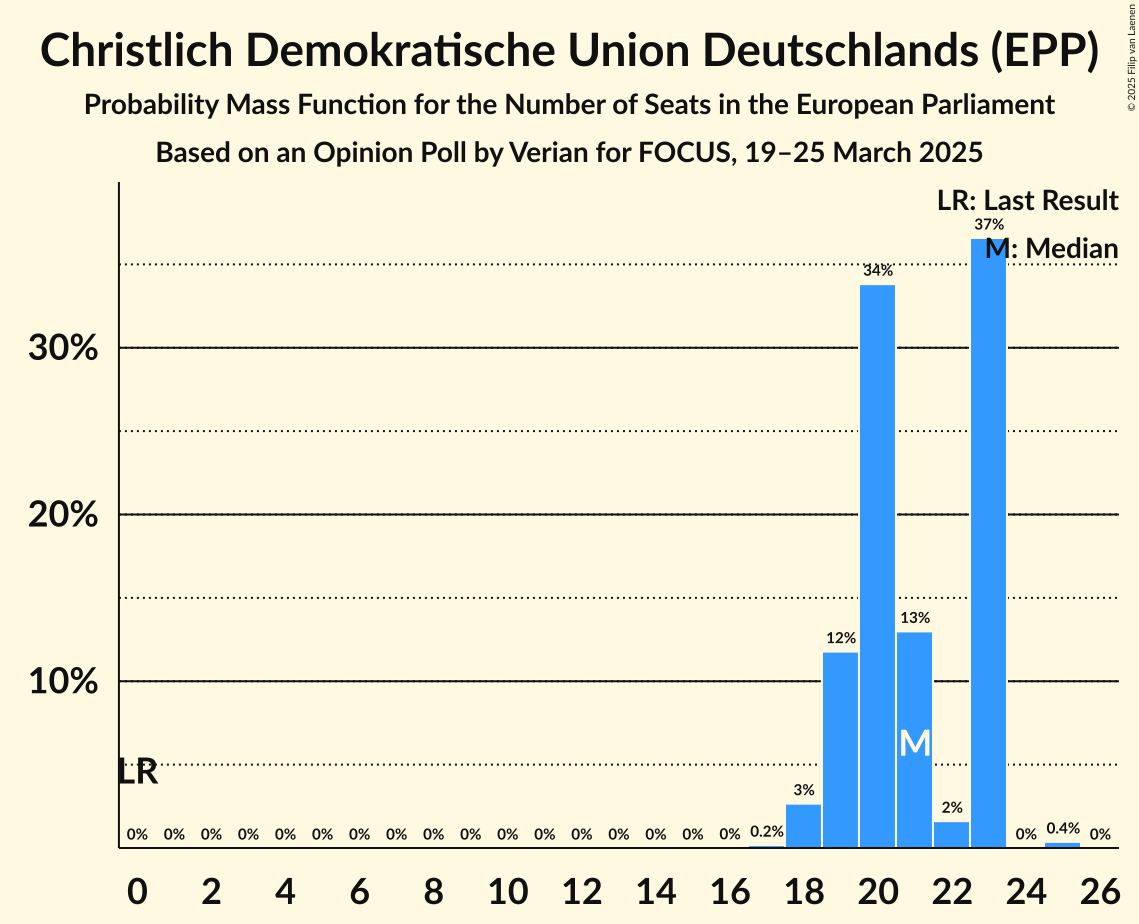 Christlich Demokratische Union Deutschlands (EPP)
Probability Mass Function for the Number of Seats in the European Parliament
Based on an Opinion Poll by Verian for FOCUS, 19–25 March 2025
© 2025 Filip van Laenen
LR: Last Result
M: Median
37%
34%
30%
20%
13%
12%
10%
M
LR
3%
2%
0% 0% 0% 0% 0% 0% 0% 0% 0% 0% 0% 0% 0% 0% 0% 0% 0% 0.2% 0% 0.4% 0%
0 2 4 6 8 10 12 14 16 18 20 22 24 26